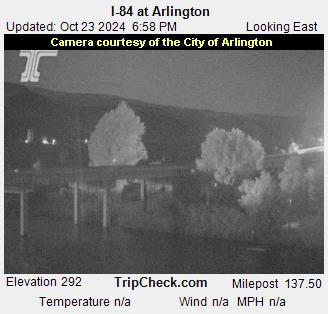 I-84 at Arlington
Updated: Oct 23 2024 6:58 PM Looking East
Camera courtesy of the City of Arlington
Elevation 292 TripCheck.com Milepost 137.50
Temperature n/a Wind n/a MPH n/a